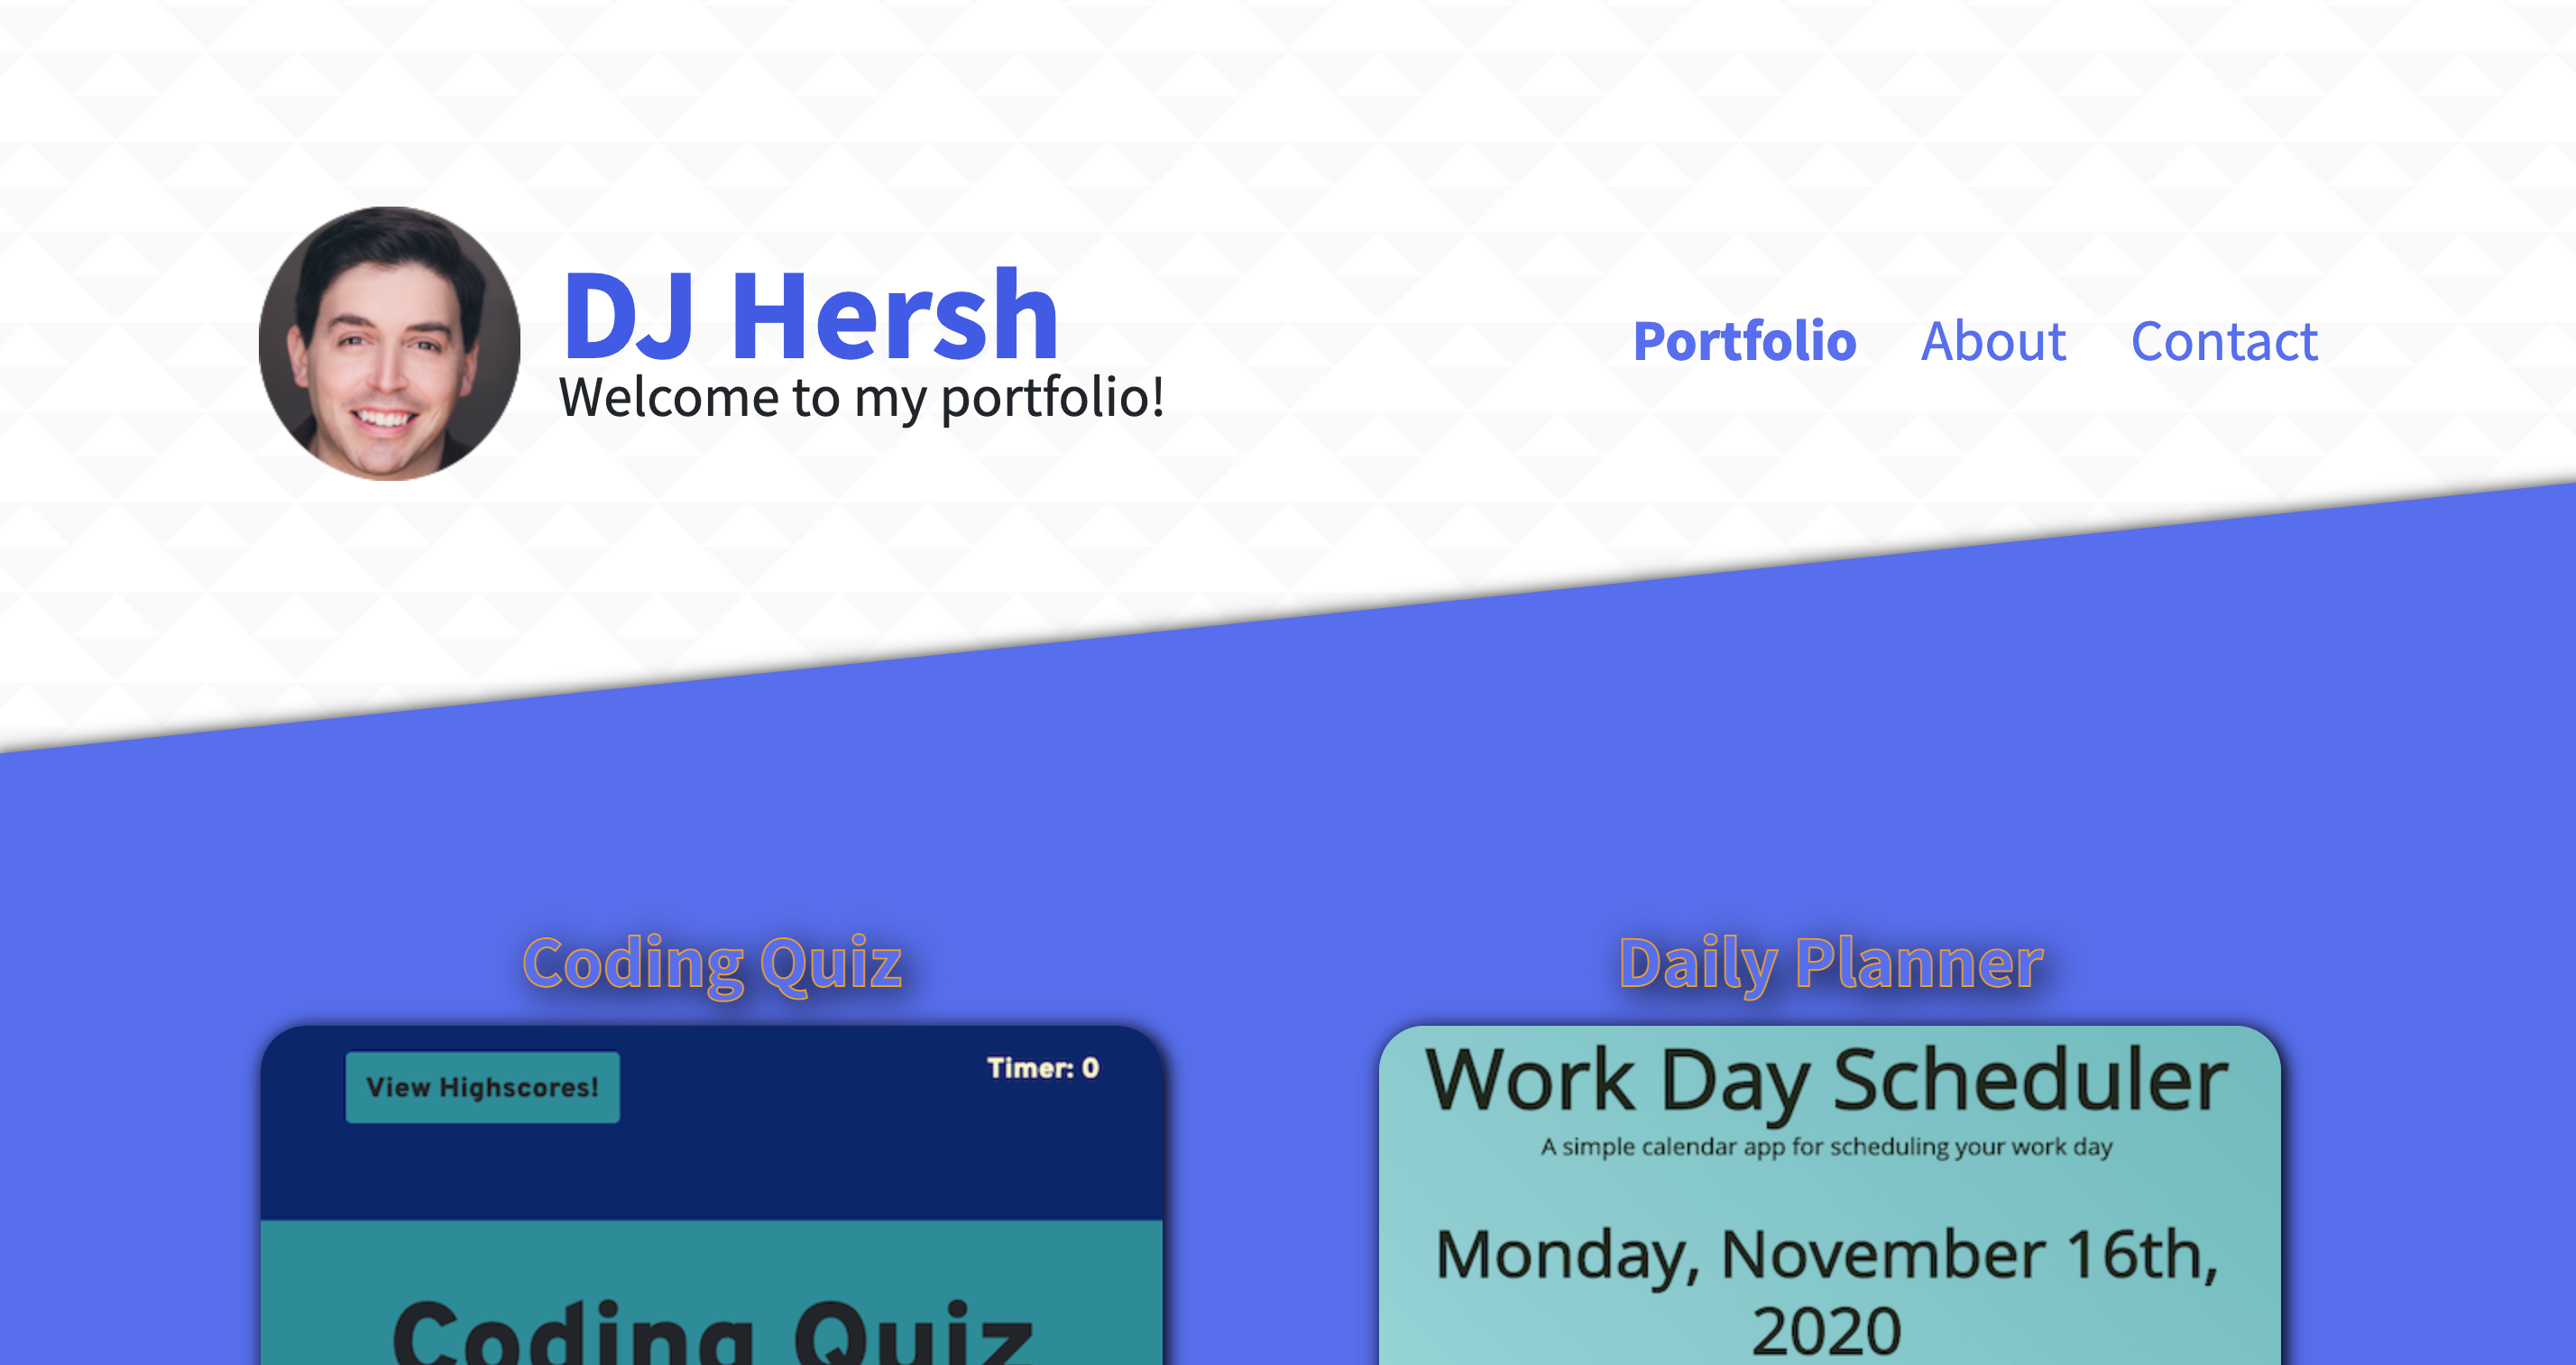 DJ Hersh
Welcome to my portfolio!
Portfolio About Contact
Coding Quiz
Daily Planner
View Highscores!
Timer: 0
Coding Quiz
Work Day Scheduler
A simple calendar app for scheduling your work day
Monday, November 16th,
2020